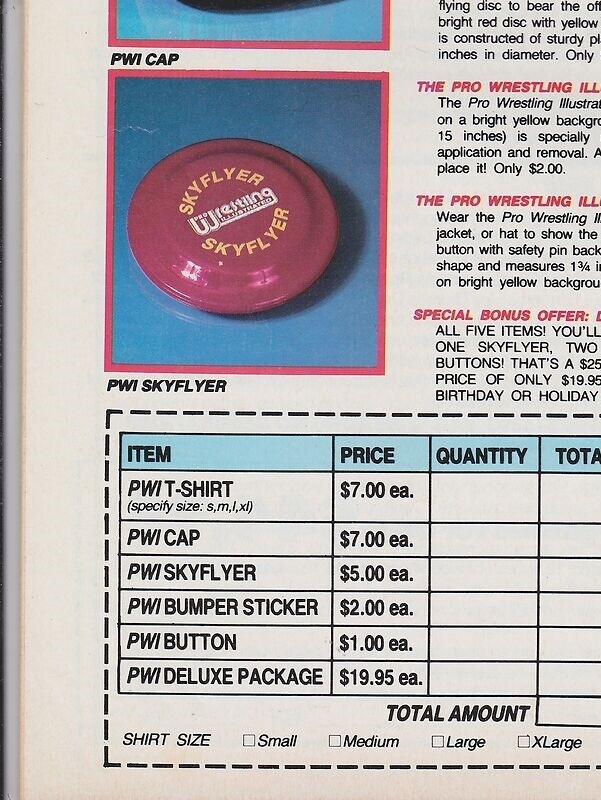 PWI CAP
flying disc to bear the off
bright red disc with yellow
is constructed of sturdy pl
inches in diameter. Only
THE PRO WRESTLING ILLU
The Pro Wrestling Illustrat
on a bright yellow backgro
15 inches) is specially
application and removal. A
place it! Only $2.00.
THE PRO WRESTLING ILLU
Wear the Pro Wrestling Il
jacket, or hat to show the
button with safety pin back
shape and measures 1¾ in
on bright yellow backgrou
SPECIAL BONUS OFFER: D
ALL FIVE ITEMS! YOU'LL
ONE SKYFLYER, TWO
BUTTONS! THAT'S A $25
PRICE OF ONLY $19.95
BIRTHDAY OR HOLIDAY
SKYFLYER
PRO
Wrestling
ILLUSTRATED
SKYFLYER
PWI SKYFLYER
ITEM PRICE QUANTITY TOTA
PWI T-SHIRT $7.00 ea.
(specify size: s,m,l,xl)
PWI CAP $7.00 ea.
PWI SKYFLYER $5.00 ea.
PWI BUMPER STICKER $2.00 ea.
PWI BUTTON $1.00 ea.
PWI DELUXE PACKAGE $19.95 ea.
TOTAL AMOUNT
SHIRT SIZE □ Small □ Medium □ Large □ XLarge